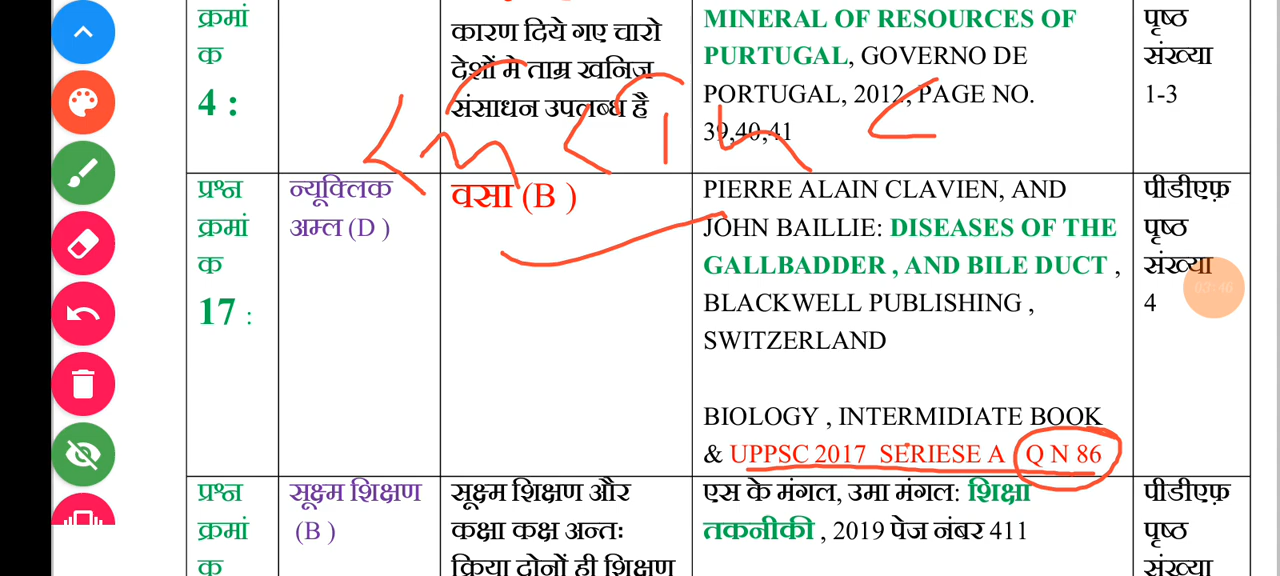 क्रमां
क
4 :
कारण दिये गए चारो
देशों मे ताम्र खनिज
संसाधन उपलब्ध है
MINERAL OF RESOURCES OF
PURTUGAL, GOVERNO DE
PORTUGAL, 2012, PAGE NO.
39,40,41
पृष्ठ
संख्या
1-3
प्रश्न
क्रमां
क
17 :
न्यूक्लिक
अम्ल (D )
वसा (B )
PIERRE ALAIN CLAVIEN, AND
JOHN BAILLIE: DISEASES OF THE
GALLBADDER , AND BILE DUCT ,
BLACKWELL PUBLISHING ,
SWITZERLAND
BIOLOGY , INTERMIDIATE BOOK
& UPPSC 2017 SERIESE A Q N 86
पीडीएफ़
पृष्ठ
संख्या
4
03:46
प्रश्न
क्रमां
क
सूक्ष्म शिक्षण
(B )
सूक्ष्म शिक्षण और
कक्षा कक्ष अन्तः
क्रिया दोनों ही शिक्षण
एस के मंगल, उमा मंगल: शिक्षा
तकनीकी , 2019 पेज नंबर 411
पीडीएफ़
पृष्ठ
संख्या